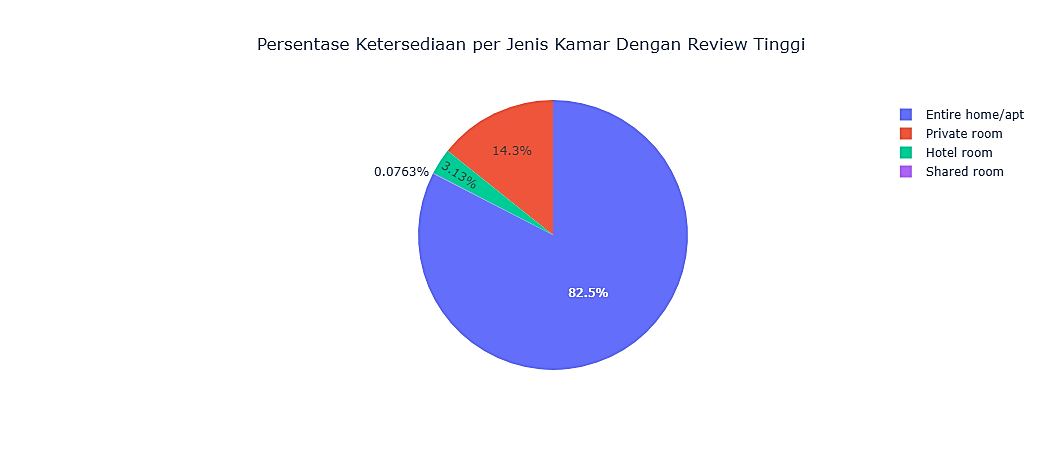 Persentase Ketersediaan per Jenis Kamar Dengan Review Tinggi
Entire home/apt
Private room
Hotel room
Shared room
14.3%
3.13%
0.0763%
82.5%